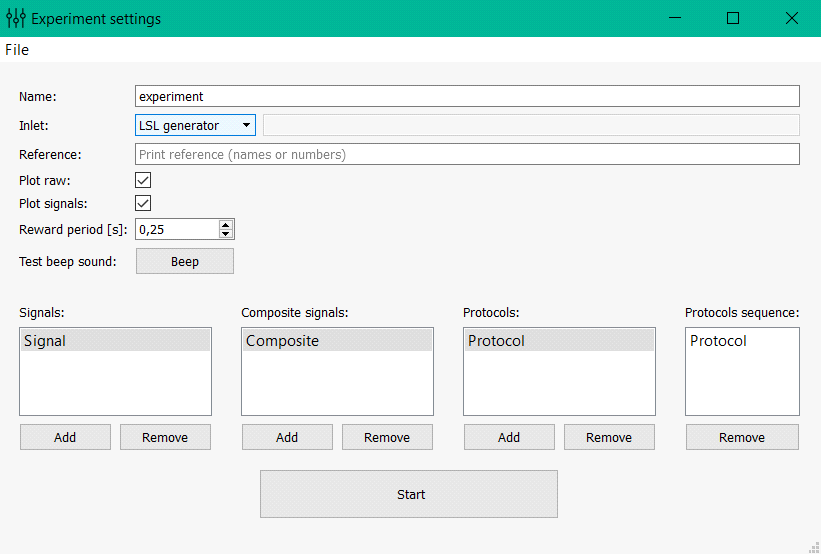 Experiment settings
File
Name: experiment
Inlet: LSL generator
Reference: Print reference (names or numbers)
Plot raw:
Plot signals:
Reward period [s]: 0,25
Test beep sound: Beep
Signals: Composite signals: Protocols: Protocols sequence:
Signal Composite Protocol Protocol
Add Remove Add Remove Add Remove Remove
Start